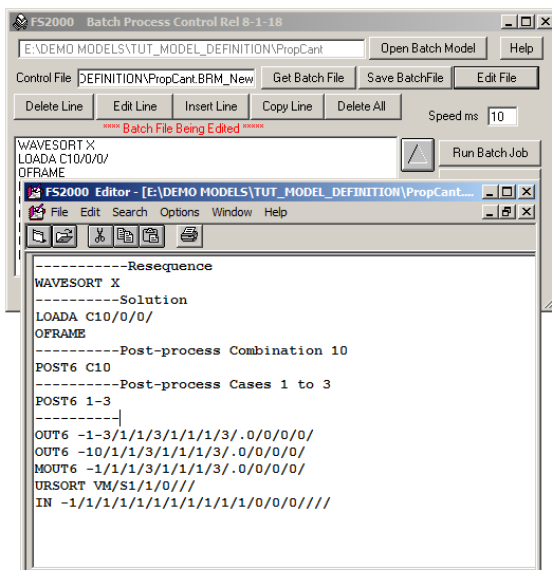 FS2000 Batch Process Control Rel 8-1-18
E:\DEMO MODELS\TUT_MODEL_DEFINITION\PropCant Open Batch Model Help
Control File DEFINITION\PropCant.BRM_New Get Batch File Save BatchFile Edit File
Delete Line Edit Line Insert Line Copy Line Delete All Speed ms 10
**** Batch File Being Edited *****
WAVESORT X
LOADA C10/0/0/
OFRAME
Run Batch Job
FS2000 Editor - [E:\DEMO MODELS\TUT_MODEL_DEFINITION\PropCant....
File Edit Search Options Window Help
-----------Resequence
WAVESORT X
----------Solution
LOADA C10/0/0/
OFRAME
----------Post-process Combination 10
POST6 C10
----------Post-process Cases 1 to 3
POST6 1-3
----------
OUT6 -1-3/1/1/3/1/1/1/3/.0/0/0/0/
OUT6 -10/1/1/3/1/1/3/.0/0/0/0/
MOUT6 -1/1/1/3/1/1/1/3/.0/0/0/0/
URSORT VM/S1/1/0///
IN -1/1/1/1/1/1/1/1/1/1/1/0/0/0////